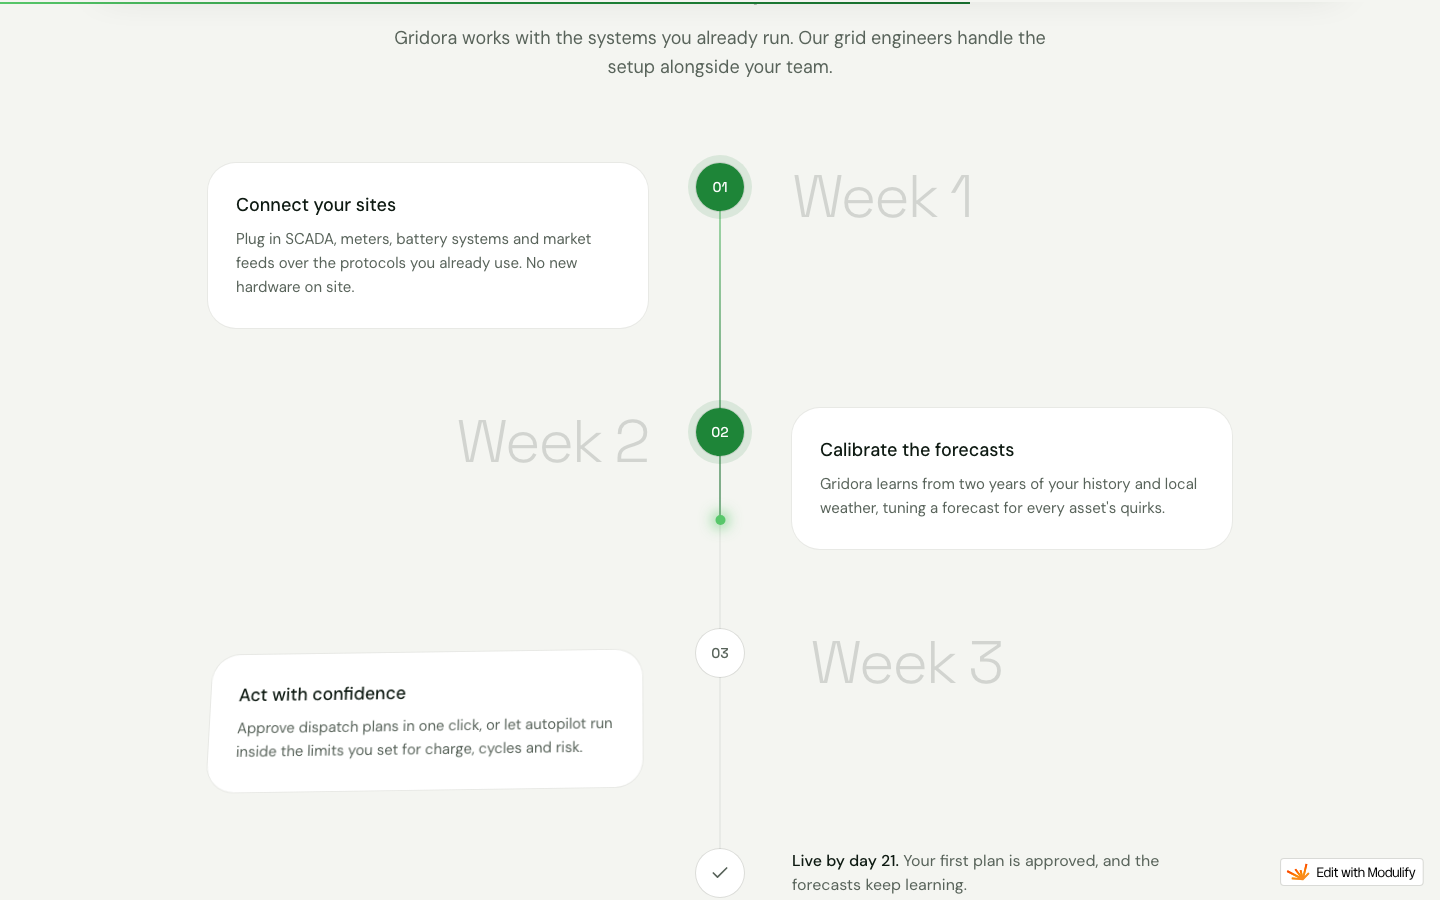 Gridora works with the systems you already run. Our grid engineers handle the
setup alongside your team.
Connect your sites
Plug in SCADA, meters, battery systems and market
feeds over the protocols you already use. No new
hardware on site.
01
Week 1
Week 2
02
Calibrate the forecasts
Gridora learns from two years of your history and local
weather, tuning a forecast for every asset's quirks.
03
Week 3
Act with confidence
Approve dispatch plans in one click, or let autopilot run
inside the limits you set for charge, cycles and risk.
Live by day 21. Your first plan is approved, and the
forecasts keep learning.
Edit with Modulify